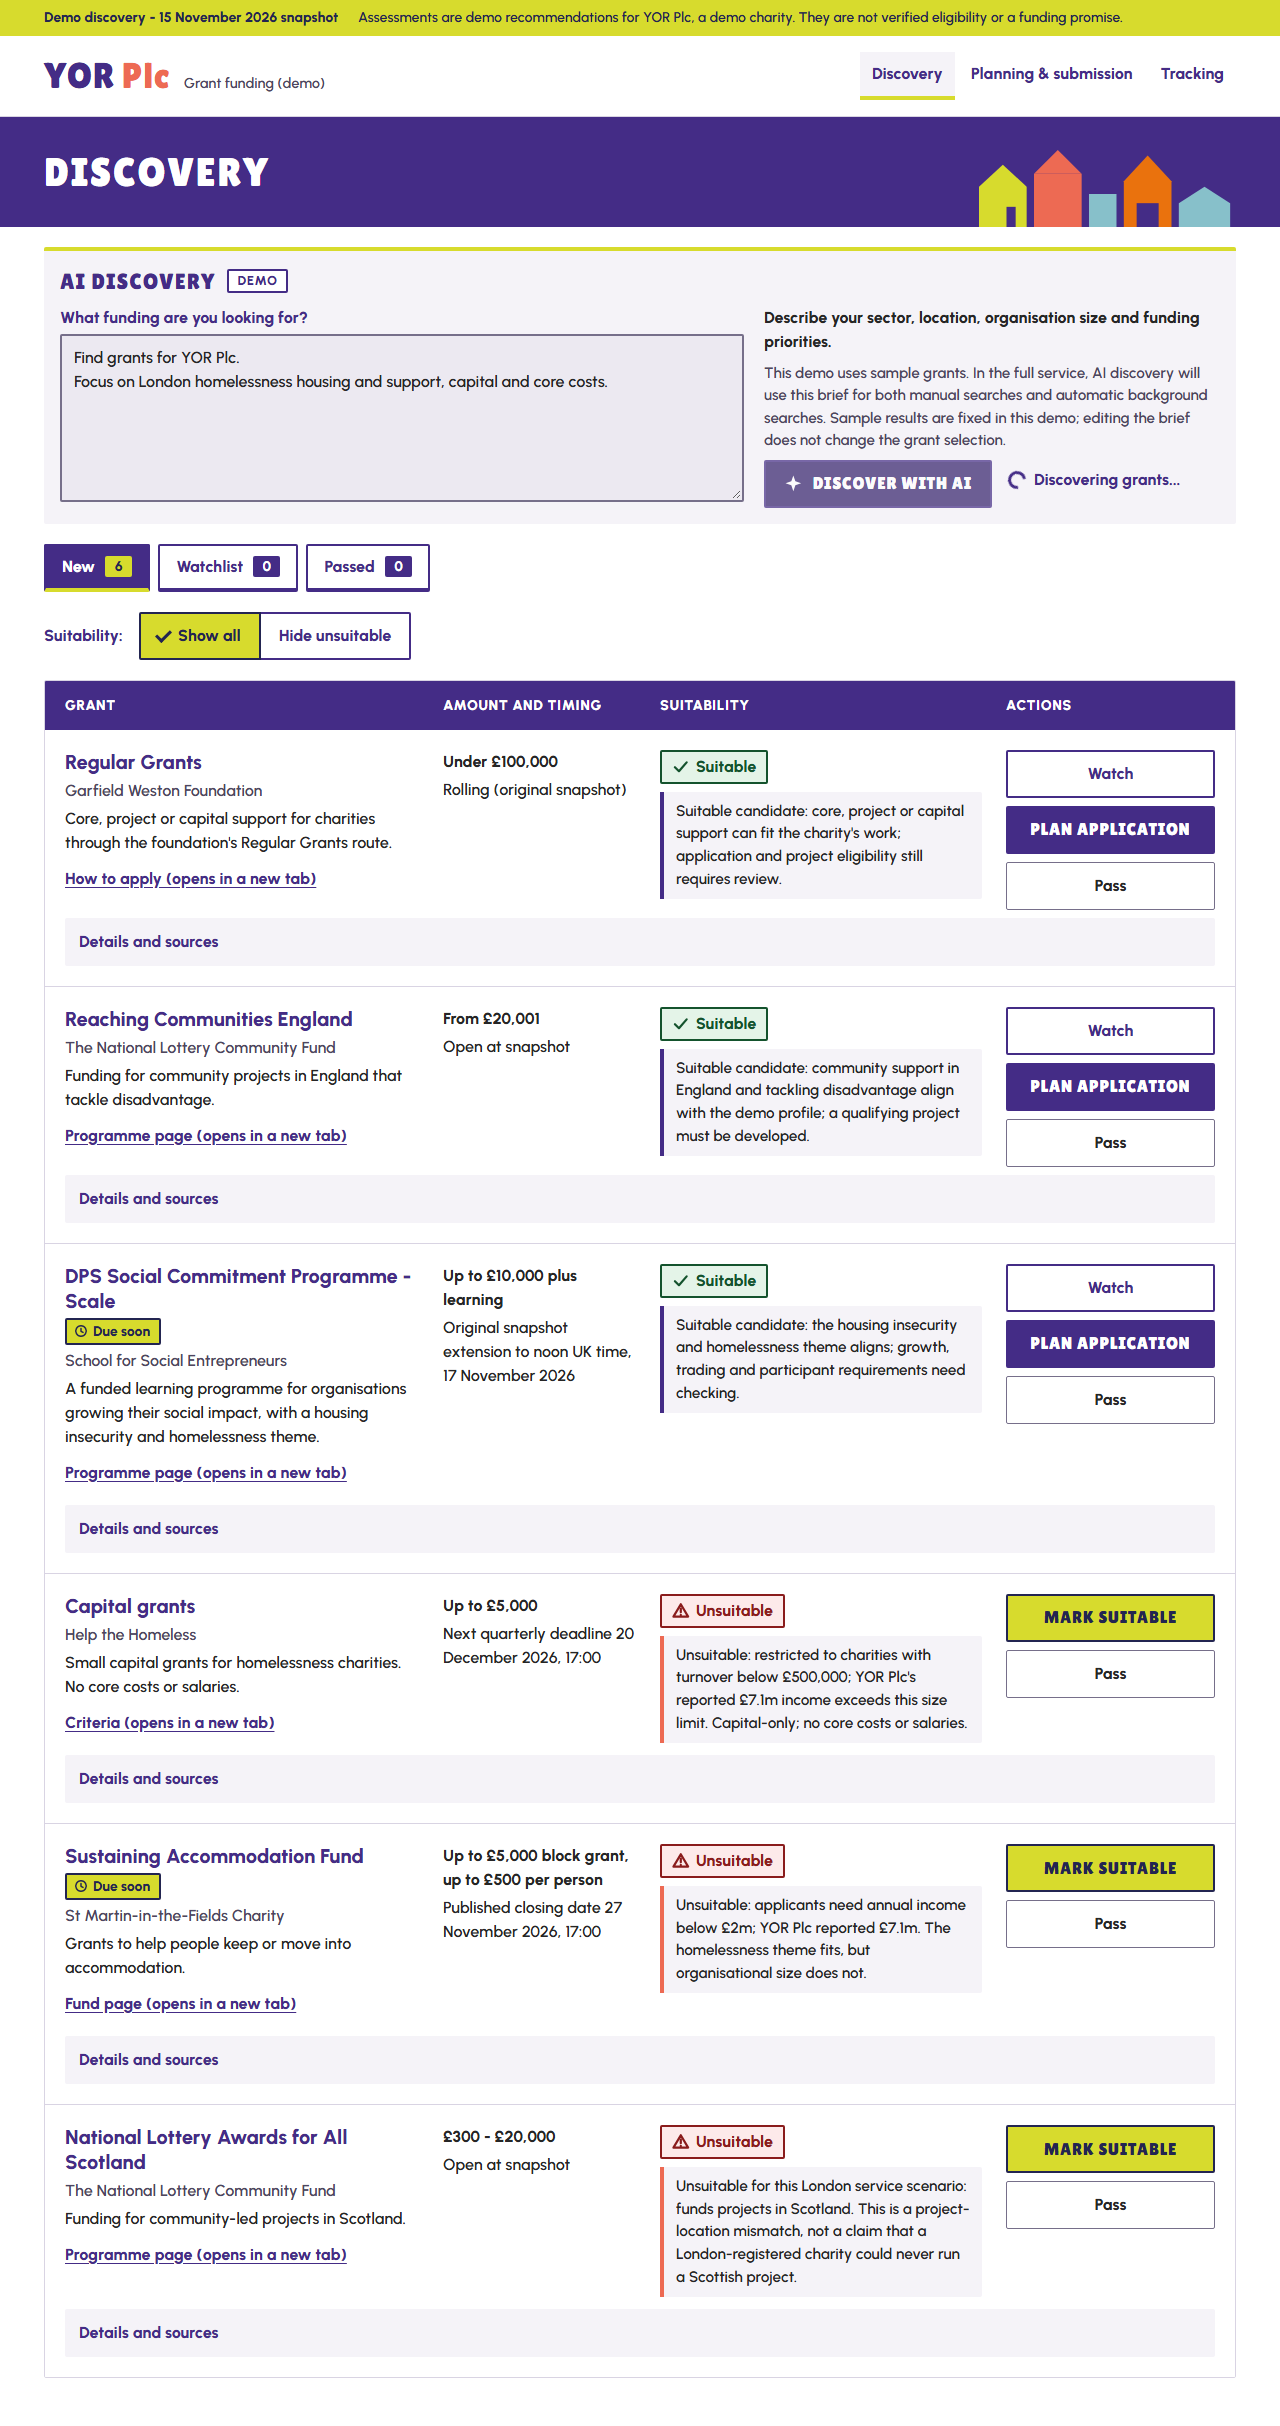 Demo discovery - 15 November 2026 snapshot Assessments are demo recommendations for YOR Plc, a demo charity. They are not verified eligibility or a funding promise.
YOR Plc Grant funding (demo)
Discovery Planning & submission Tracking
DISCOVERY
AI DISCOVERY DEMO
What funding are you looking for?
Find grants for YOR Plc.
Focus on London homelessness housing and support, capital and core costs.
Describe your sector, location, organisation size and funding
priorities.
This demo uses sample grants. In the full service, AI discovery will
use this brief for both manual searches and automatic background
searches. Sample results are fixed in this demo; editing the brief
does not change the grant selection.
DISCOVER WITH AI Discovering grants...
New 6 Watchlist 0 Passed 0
Suitability: Show all Hide unsuitable
GRANT AMOUNT AND TIMING SUITABILITY ACTIONS
Regular Grants
Garfield Weston Foundation
Core, project or capital support for charities
through the foundation's Regular Grants route.
How to apply (opens in a new tab)
Under £100,000
Rolling (original snapshot)
Suitable
Suitable candidate: core, project or capital
support can fit the charity's work;
application and project eligibility still
requires review.
Watch
PLAN APPLICATION
Pass
Details and sources
Reaching Communities England
The National Lottery Community Fund
Funding for community projects in England that
tackle disadvantage.
Programme page (opens in a new tab)
From £20,001
Open at snapshot
Suitable
Suitable candidate: community support in
England and tackling disadvantage align
with the demo profile; a qualifying project
must be developed.
Watch
PLAN APPLICATION
Pass
Details and sources
DPS Social Commitment Programme -
Scale
Due soon
School for Social Entrepreneurs
A funded learning programme for organisations
growing their social impact, with a housing
insecurity and homelessness theme.
Programme page (opens in a new tab)
Up to £10,000 plus
learning
Original snapshot
extension to noon UK time,
17 November 2026
Suitable
Suitable candidate: the housing insecurity
and homelessness theme aligns; growth,
trading and participant requirements need
checking.
Watch
PLAN APPLICATION
Pass
Details and sources
Capital grants
Help the Homeless
Small capital grants for homelessness charities.
No core costs or salaries.
Criteria (opens in a new tab)
Up to £5,000
Next quarterly deadline 20
December 2026, 17:00
Unsuitable
Unsuitable: restricted to charities with
turnover below £500,000; YOR Plc's
reported £7.1m income exceeds this size
limit. Capital-only; no core costs or salaries.
MARK SUITABLE
Pass
Details and sources
Sustaining Accommodation Fund
Due soon
St Martin-in-the-Fields Charity
Grants to help people keep or move into
accommodation.
Fund page (opens in a new tab)
Up to £5,000 block grant,
up to £500 per person
Published closing date 27
November 2026, 17:00
Unsuitable
Unsuitable: applicants need annual income
below £2m; YOR Plc reported £7.1m. The
homelessness theme fits, but
organisational size does not.
MARK SUITABLE
Pass
Details and sources
National Lottery Awards for All
Scotland
The National Lottery Community Fund
Funding for community-led projects in Scotland.
Programme page (opens in a new tab)
£300 - £20,000
Open at snapshot
Unsuitable
Unsuitable for this London service scenario:
funds projects in Scotland. This is a project-
location mismatch, not a claim that a
London-registered charity could never run
a Scottish project.
MARK SUITABLE
Pass
Details and sources